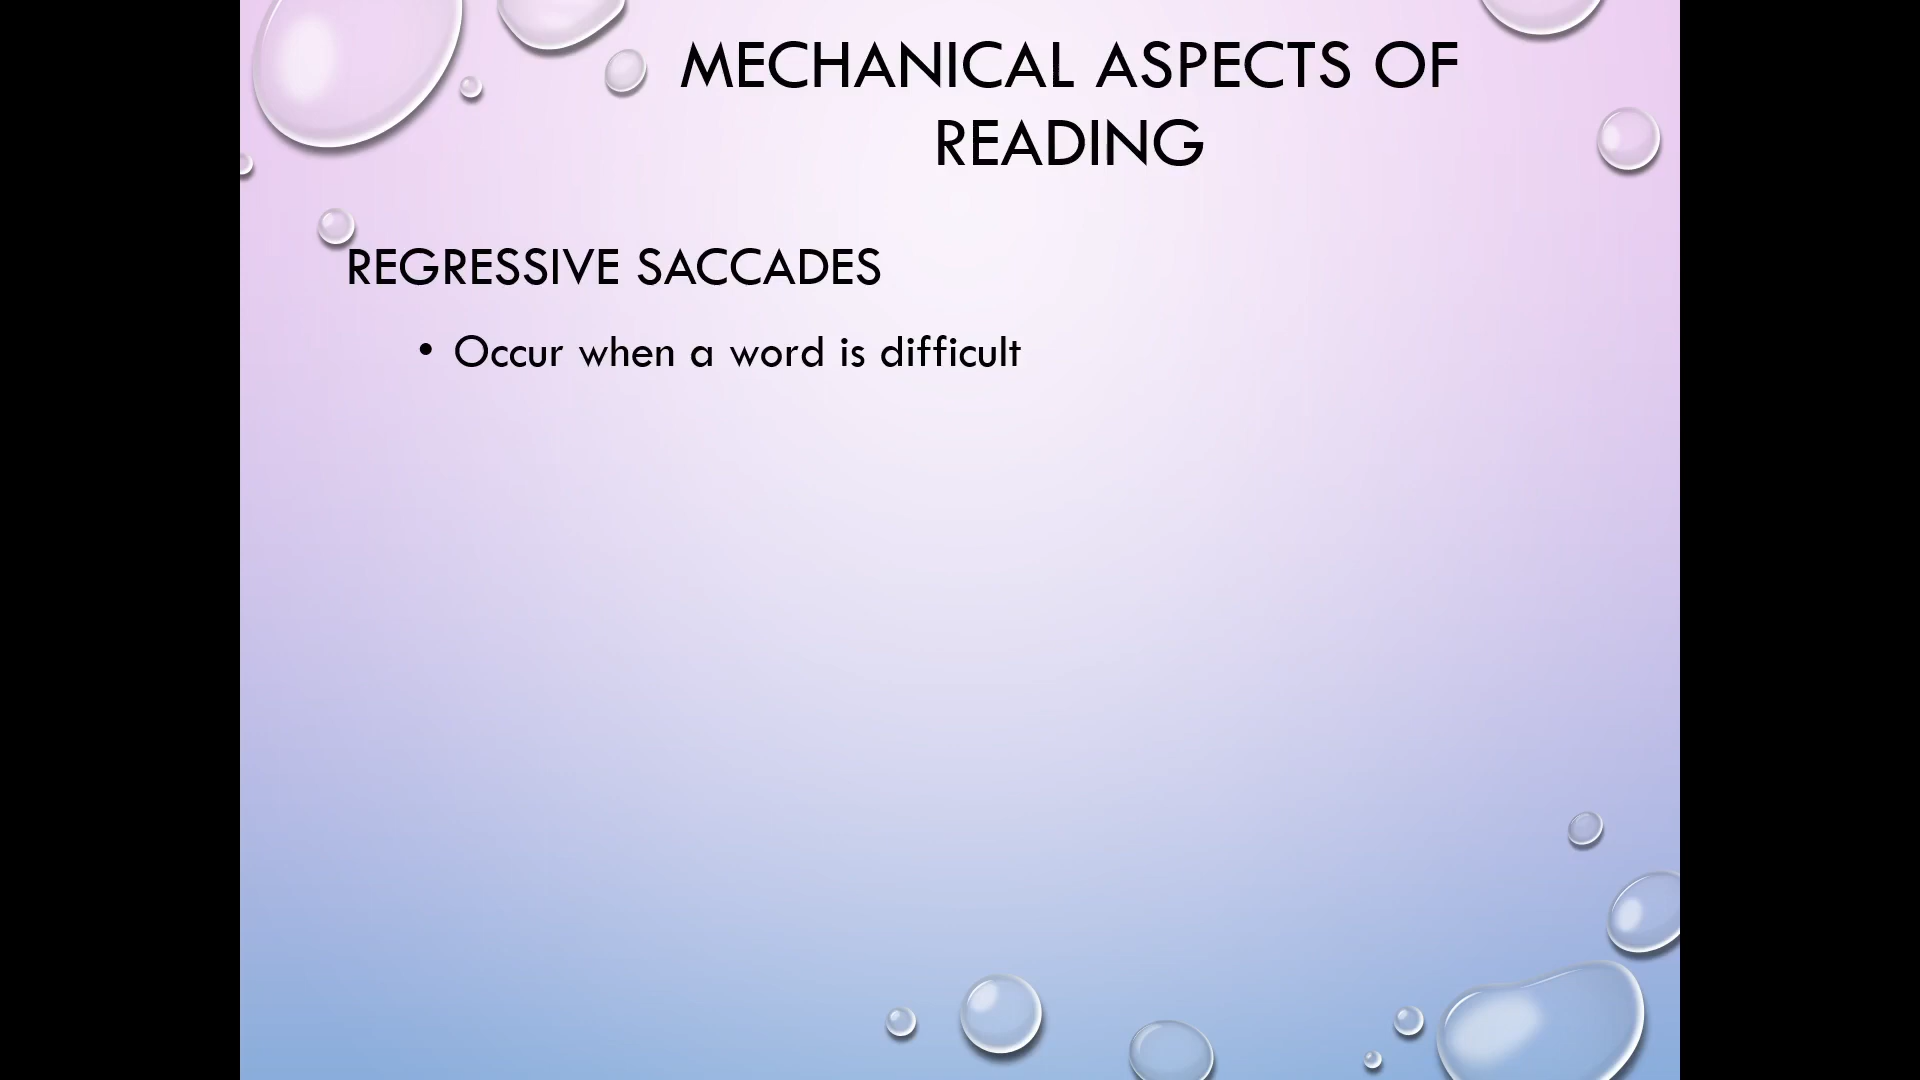 MECHANICAL ASPECTS OF
READING
REGRESSIVE SACCADES
• Occur when a word is difficult